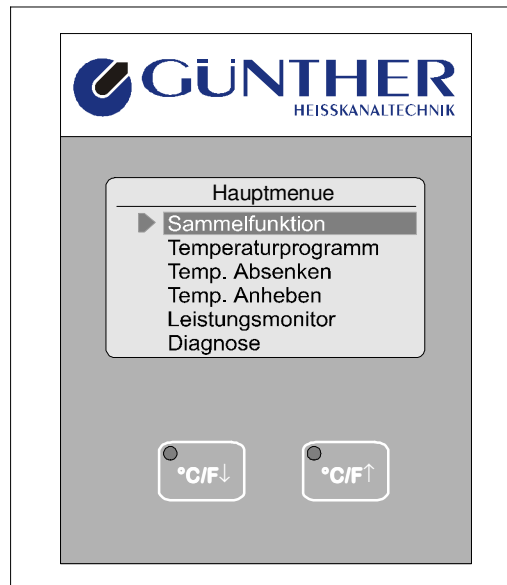 GÜNTHER
HEISSKANALTECHNIK
Hauptmenue
Sammelfunktion
Temperaturprogramm
Temp. Absenken
Temp. Anheben
Leistungsmonitor
Diagnose
°C/F↓ °C/F↑